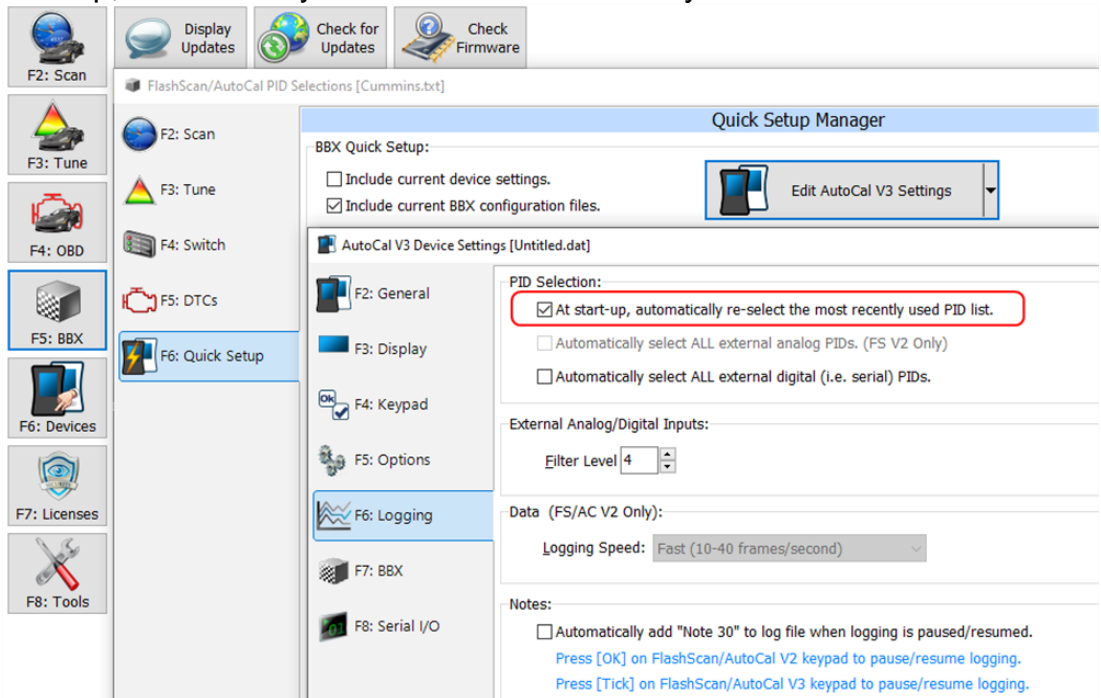 Display Updates
Check for Updates
Check Firmware
F2: Scan
F3: Tune
F4: OBD
F5: BBX
F6: Devices
F7: Licenses
F8: Tools
FlashScan/AutoCal PID Selections [Cummins.txt]
F2: Scan
F3: Tune
F4: Switch
F5: DTCs
F6: Quick Setup
Quick Setup Manager
BBX Quick Setup:
Include current device settings.
Include current BBX configuration files.
Edit AutoCal V3 Settings
AutoCal V3 Device Settings [Untitled.dat]
F2: General
F3: Display
F4: Keypad
F5: Options
F6: Logging
F7: BBX
F8: Serial I/O
PID Selection:
At start-up, automatically re-select the most recently used PID list.
Automatically select ALL external analog PIDs. (FS V2 Only)
Automatically select ALL external digital (i.e. serial) PIDs.
External Analog/Digital Inputs:
Filter Level 4
Data (FS/AC V2 Only):
Logging Speed: Fast (10-40 frames/second)
Notes:
Automatically add "Note 30" to log file when logging is paused/resumed.
Press [OK] on FlashScan/AutoCal V2 keypad to pause/resume logging.
Press [Tick] on FlashScan/AutoCal V3 keypad to pause/resume logging.